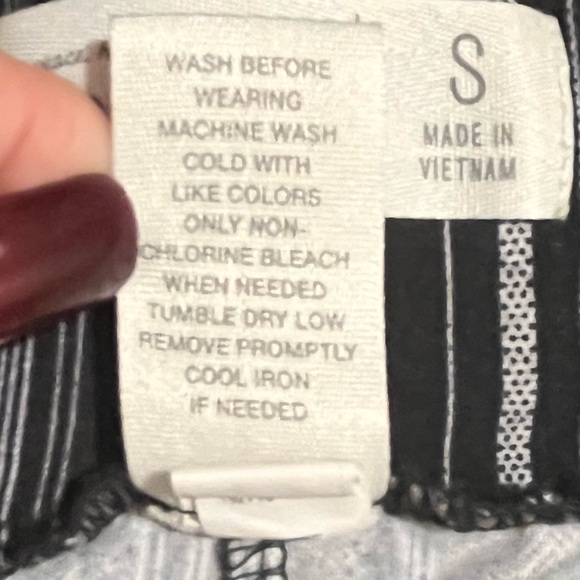 WASH BEFORE
WEARING
MACHINE WASH
COLD WITH
LIKE COLORS
ONLY NON-
CHLORINE BLEACH
WHEN NEEDED
TUMBLE DRY LOW
REMOVE PROMPTLY
COOL IRON
IF NEEDED
S
MADE IN
VIETNAM